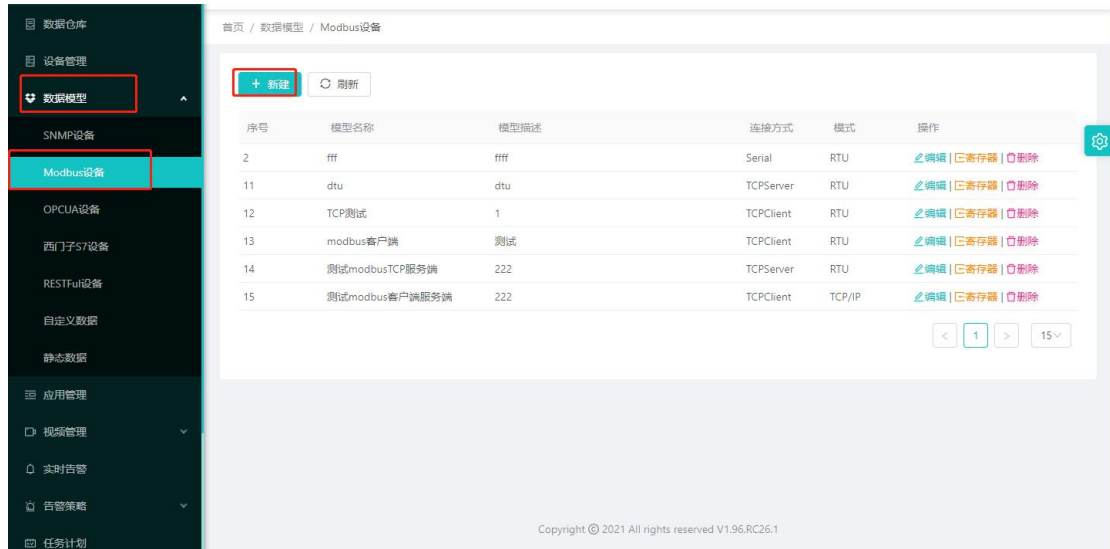 数据仓库
设备管理
数据模型
SNMP设备
Modbus设备
OPCUA设备
西门子S7设备
RESTFul设备
自定义数据
静态数据
应用管理
视频管理
实时告警
告警策略
任务计划
首页 / 数据模型 / Modbus设备
+ 新建 刷新
序号 模型名称 模型描述 连接方式 模式 操作
2 fff ffff Serial RTU 编辑 | 寄存器 | 删除
11 dtu dtu TCPServer RTU 编辑 | 寄存器 | 删除
12 TCP测试 1 TCPClient RTU 编辑 | 寄存器 | 删除
13 modbus客户端 测试 TCPClient RTU 编辑 | 寄存器 | 删除
14 测试modbusTCP服务端 222 TCPServer RTU 编辑 | 寄存器 | 删除
15 测试modbus客户端服务端 222 TCPClient TCP/IP 编辑 | 寄存器 | 删除
< 1 > 15
Copyright © 2021 All rights reserved V1.96.RC26.1